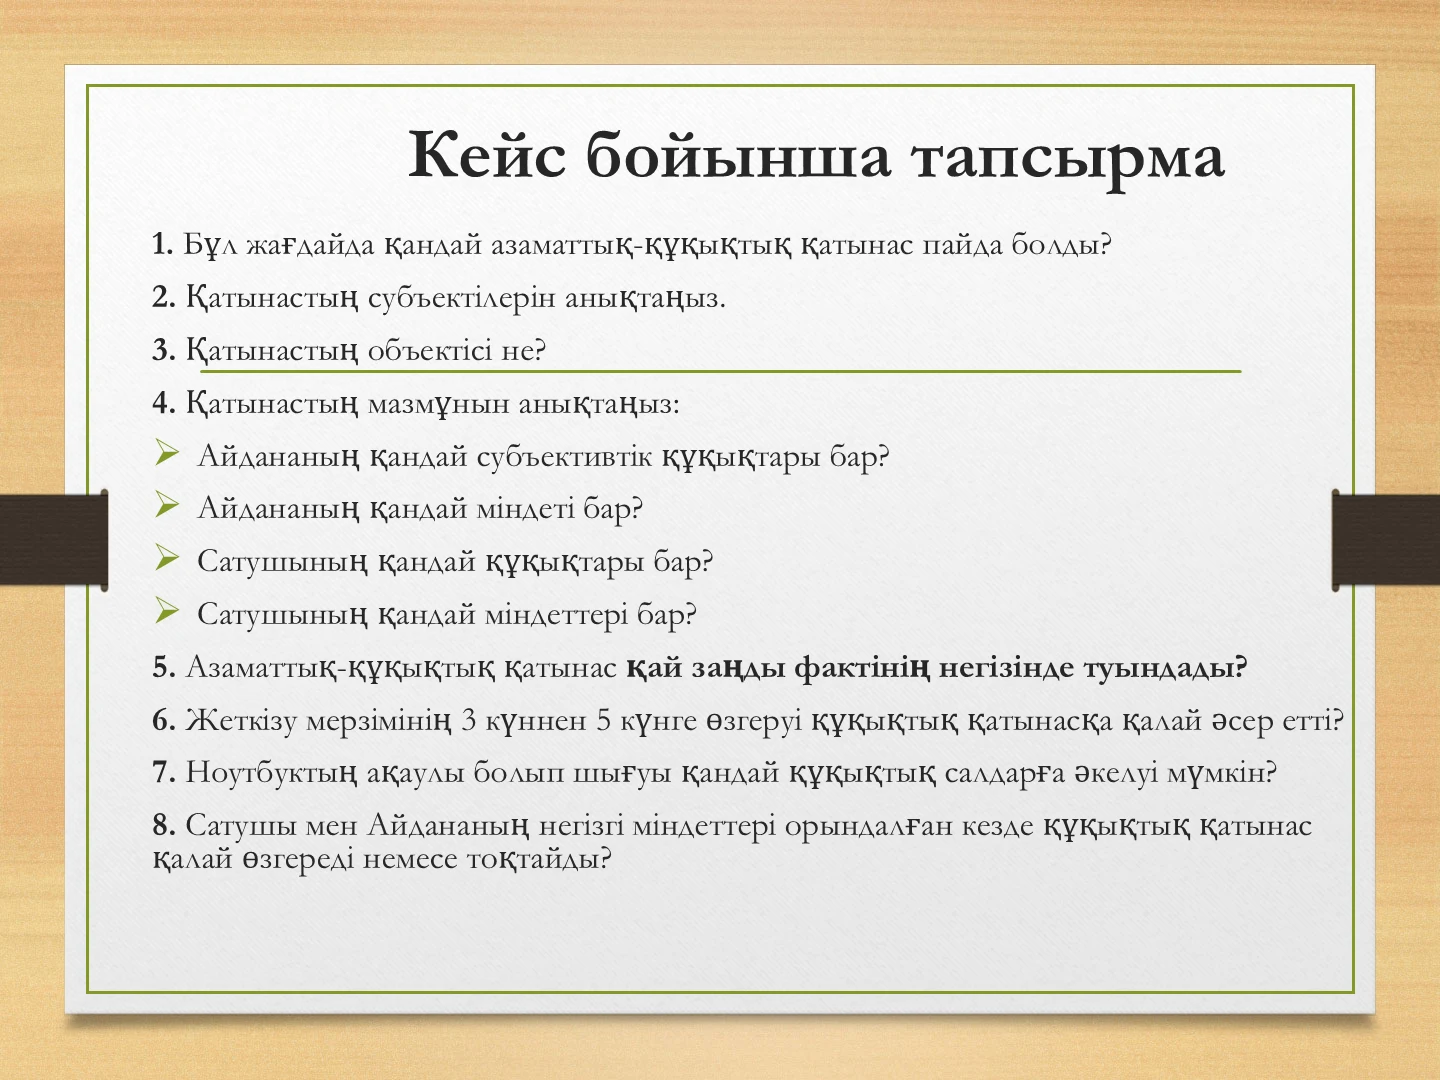 Кейс бойынша тапсырма
1. Бұл жағдайда қандай азаматтық-құқықтық қатынас пайда болды?
2. Қатынастың субъектілерін анықтаңыз.
3. Қатынастың объектісі не?
4. Қатынастың мазмұнын анықтаңыз:
➢ Айдананың қандай субъективтік құқықтары бар?
➢ Айдананың қандай міндеті бар?
➢ Сатушының қандай құқықтары бар?
➢ Сатушының қандай міндеттері бар?
5. Азаматтық-құқықтық қатынас қай заңды фактінің негізінде туындады?
6. Жеткізу мерзімінің 3 күннен 5 күнге өзгеруі құқықтық қатынасқа қалай әсер етті?
7. Ноутбуктың ақаулы болып шығуы қандай құқықтық салдарға әкелуі мүмкін?
8. Сатушы мен Айдананың негізгі міндеттері орындалған кезде құқықтық қатынас
қалай өзгереді немесе тоқтайды?